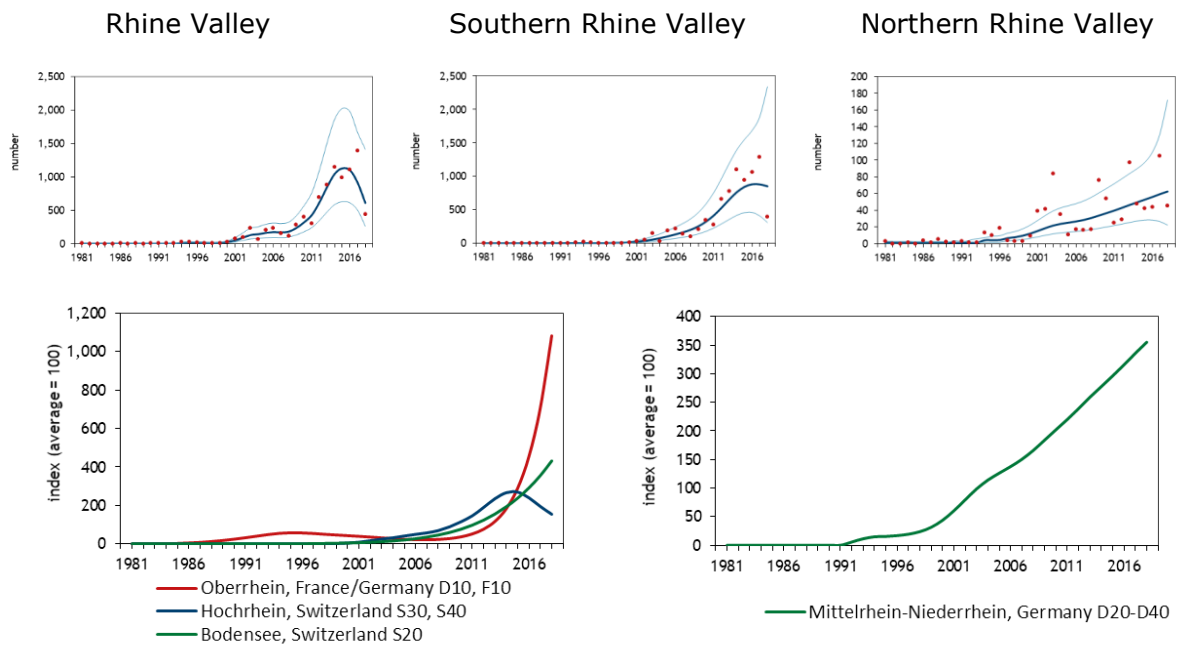 Rhine Valley
Southern Rhine Valley
Northern Rhine Valley
number
2,500
2,000
1,500
1,000
500
0
1981 1986 1991 1996 2001 2006 2011 2016
number
2,500
2,000
1,500
1,000
500
0
1981 1986 1991 1996 2001 2006 2011 2016
number
200
180
160
140
120
100
80
60
40
20
0
1981 1986 1991 1996 2001 2006 2011 2016
index (average = 100)
1,200
1,000
800
600
400
200
0
1981 1986 1991 1996 2001 2006 2011 2016
Oberrhein, France/Germany D10, F10
Hochrhein, Switzerland S30, S40
Bodensee, Switzerland S20
index (average = 100)
400
350
300
250
200
150
100
50
0
1981 1986 1991 1996 2001 2006 2011 2016
Mittelrhein-Niederrhein, Germany D20-D40